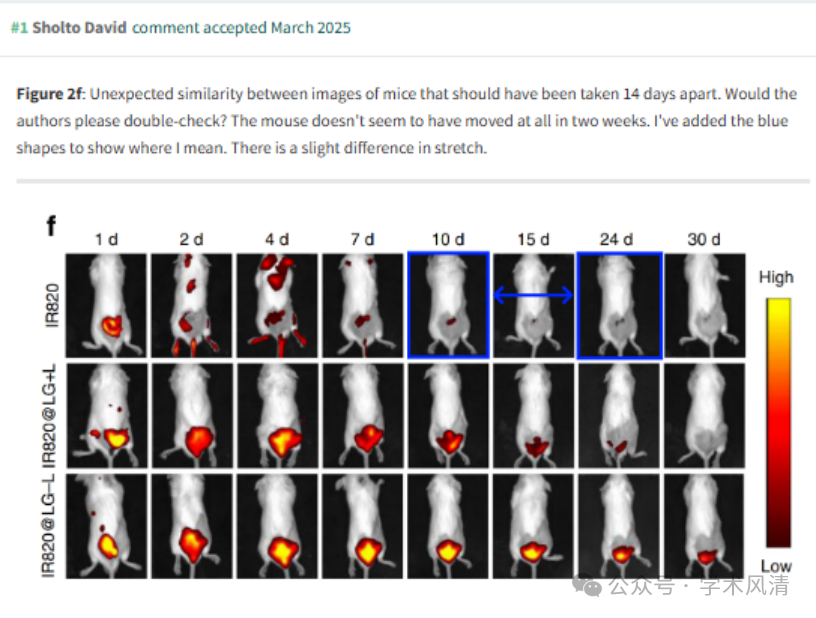 #1 Sholto David comment accepted March 2025
Figure 2f: Unexpected similarity between images of mice that should have been taken 14 days apart. Would the
authors please double-check? The mouse doesn't seem to have moved at all in two weeks. I've added the blue
shapes to show where I mean. There is a slight difference in stretch.
f
1 d 2 d 4 d 7 d 10 d 15 d 24 d 30 d
High
IR820
IR820@LG+L
IR820@LG−L
Low
公众号 · 学术风清